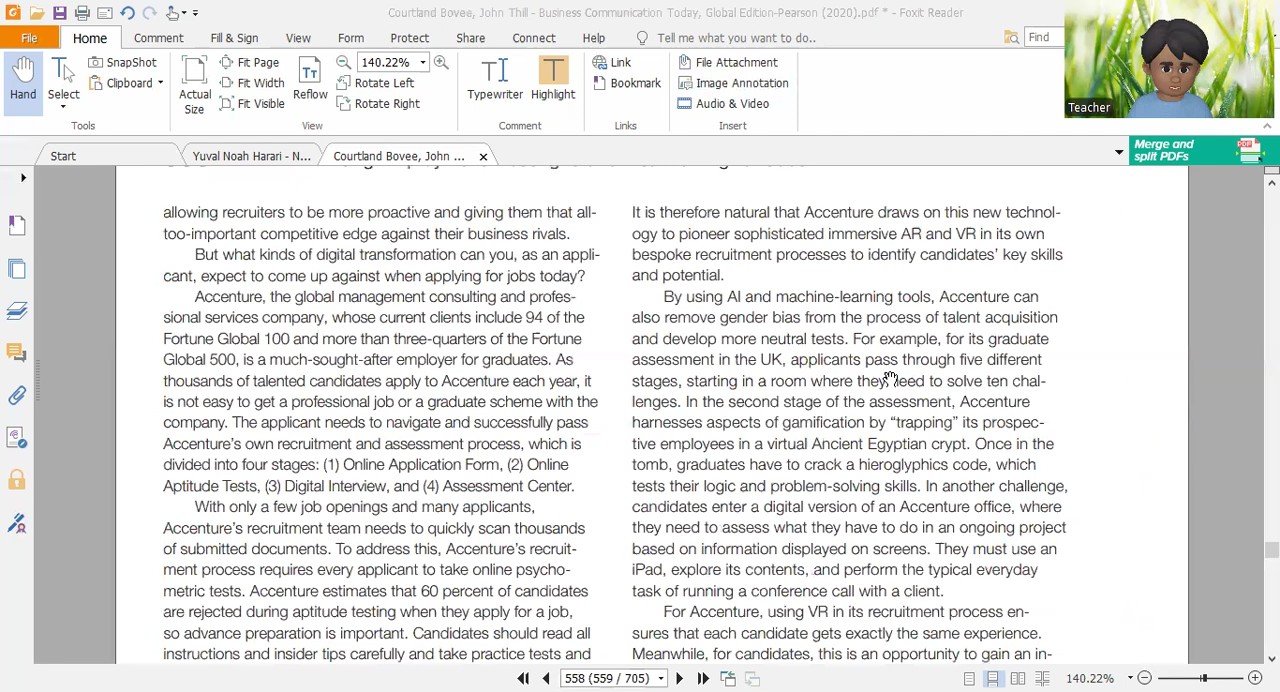 Courtland Bovee, John Thill - Business Communication Today, Global Edition-Pearson (2020).pdf * - Foxit Reader
File Home Comment Fill & Sign View Form Protect Share Connect Help Tell me what you want to do.. Find
Hand
Select
SnapShot
Clipboard
Tools
Actual Size
Fit Page
Fit Width
Fit Visible
Reflow
140.22%
Rotate Left
Rotate Right
View
Typewriter
Highlight
Comment
Link
Bookmark
Links
File Attachment
Image Annotation
Audio & Video
Insert
Teacher
Start Yuval Noah Harari - N... Courtland Bovee, John ...
Merge and
split PDFs
PDF
allowing recruiters to be more proactive and giving them that all-
too-important competitive edge against their business rivals.
But what kinds of digital transformation can you, as an appli-
cant, expect to come up against when applying for jobs today?
Accenture, the global management consulting and profes-
sional services company, whose current clients include 94 of the
Fortune Global 100 and more than three-quarters of the Fortune
Global 500, is a much-sought-after employer for graduates. As
thousands of talented candidates apply to Accenture each year, it
is not easy to get a professional job or a graduate scheme with the
company. The applicant needs to navigate and successfully pass
Accenture's own recruitment and assessment process, which is
divided into four stages: (1) Online Application Form, (2) Online
Aptitude Tests, (3) Digital Interview, and (4) Assessment Center.
With only a few job openings and many applicants,
Accenture's recruitment team needs to quickly scan thousands
of submitted documents. To address this, Accenture's recruit-
ment process requires every applicant to take online psycho-
metric tests. Accenture estimates that 60 percent of candidates
are rejected during aptitude testing when they apply for a job,
so advance preparation is important. Candidates should read all
instructions and insider tips carefully and take practice tests and
It is therefore natural that Accenture draws on this new technol-
ogy to pioneer sophisticated immersive AR and VR in its own
bespoke recruitment processes to identify candidates' key skills
and potential.
By using AI and machine-learning tools, Accenture can
also remove gender bias from the process of talent acquisition
and develop more neutral tests. For example, for its graduate
assessment in the UK, applicants pass through five different
stages, starting in a room where they need to solve ten chal-
lenges. In the second stage of the assessment, Accenture
harnesses aspects of gamification by “trapping” its prospec-
tive employees in a virtual Ancient Egyptian crypt. Once in the
tomb, graduates have to crack a hieroglyphics code, which
tests their logic and problem-solving skills. In another challenge,
candidates enter a digital version of an Accenture office, where
they need to assess what they have to do in an ongoing project
based on information displayed on screens. They must use an
iPad, explore its contents, and perform the typical everyday
task of running a conference call with a client.
For Accenture, using VR in its recruitment process en-
sures that each candidate gets exactly the same experience.
Meanwhile, for candidates, this is an opportunity to gain an in-
558 (559 / 705)
140.22%